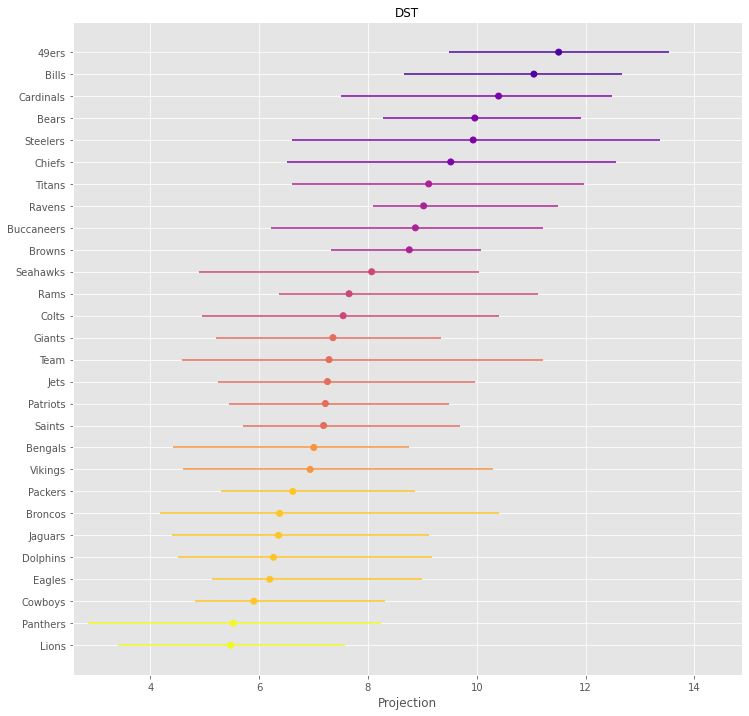 DST
49ers
Bills
Cardinals
Bears
Steelers
Chiefs
Titans
Ravens
Buccaneers
Browns
Seahawks
Rams
Colts
Giants
Team
Jets
Patriots
Saints
Bengals
Vikings
Packers
Broncos
Jaguars
Dolphins
Eagles
Cowboys
Panthers
Lions
4 6 8 10 12 14
Projection